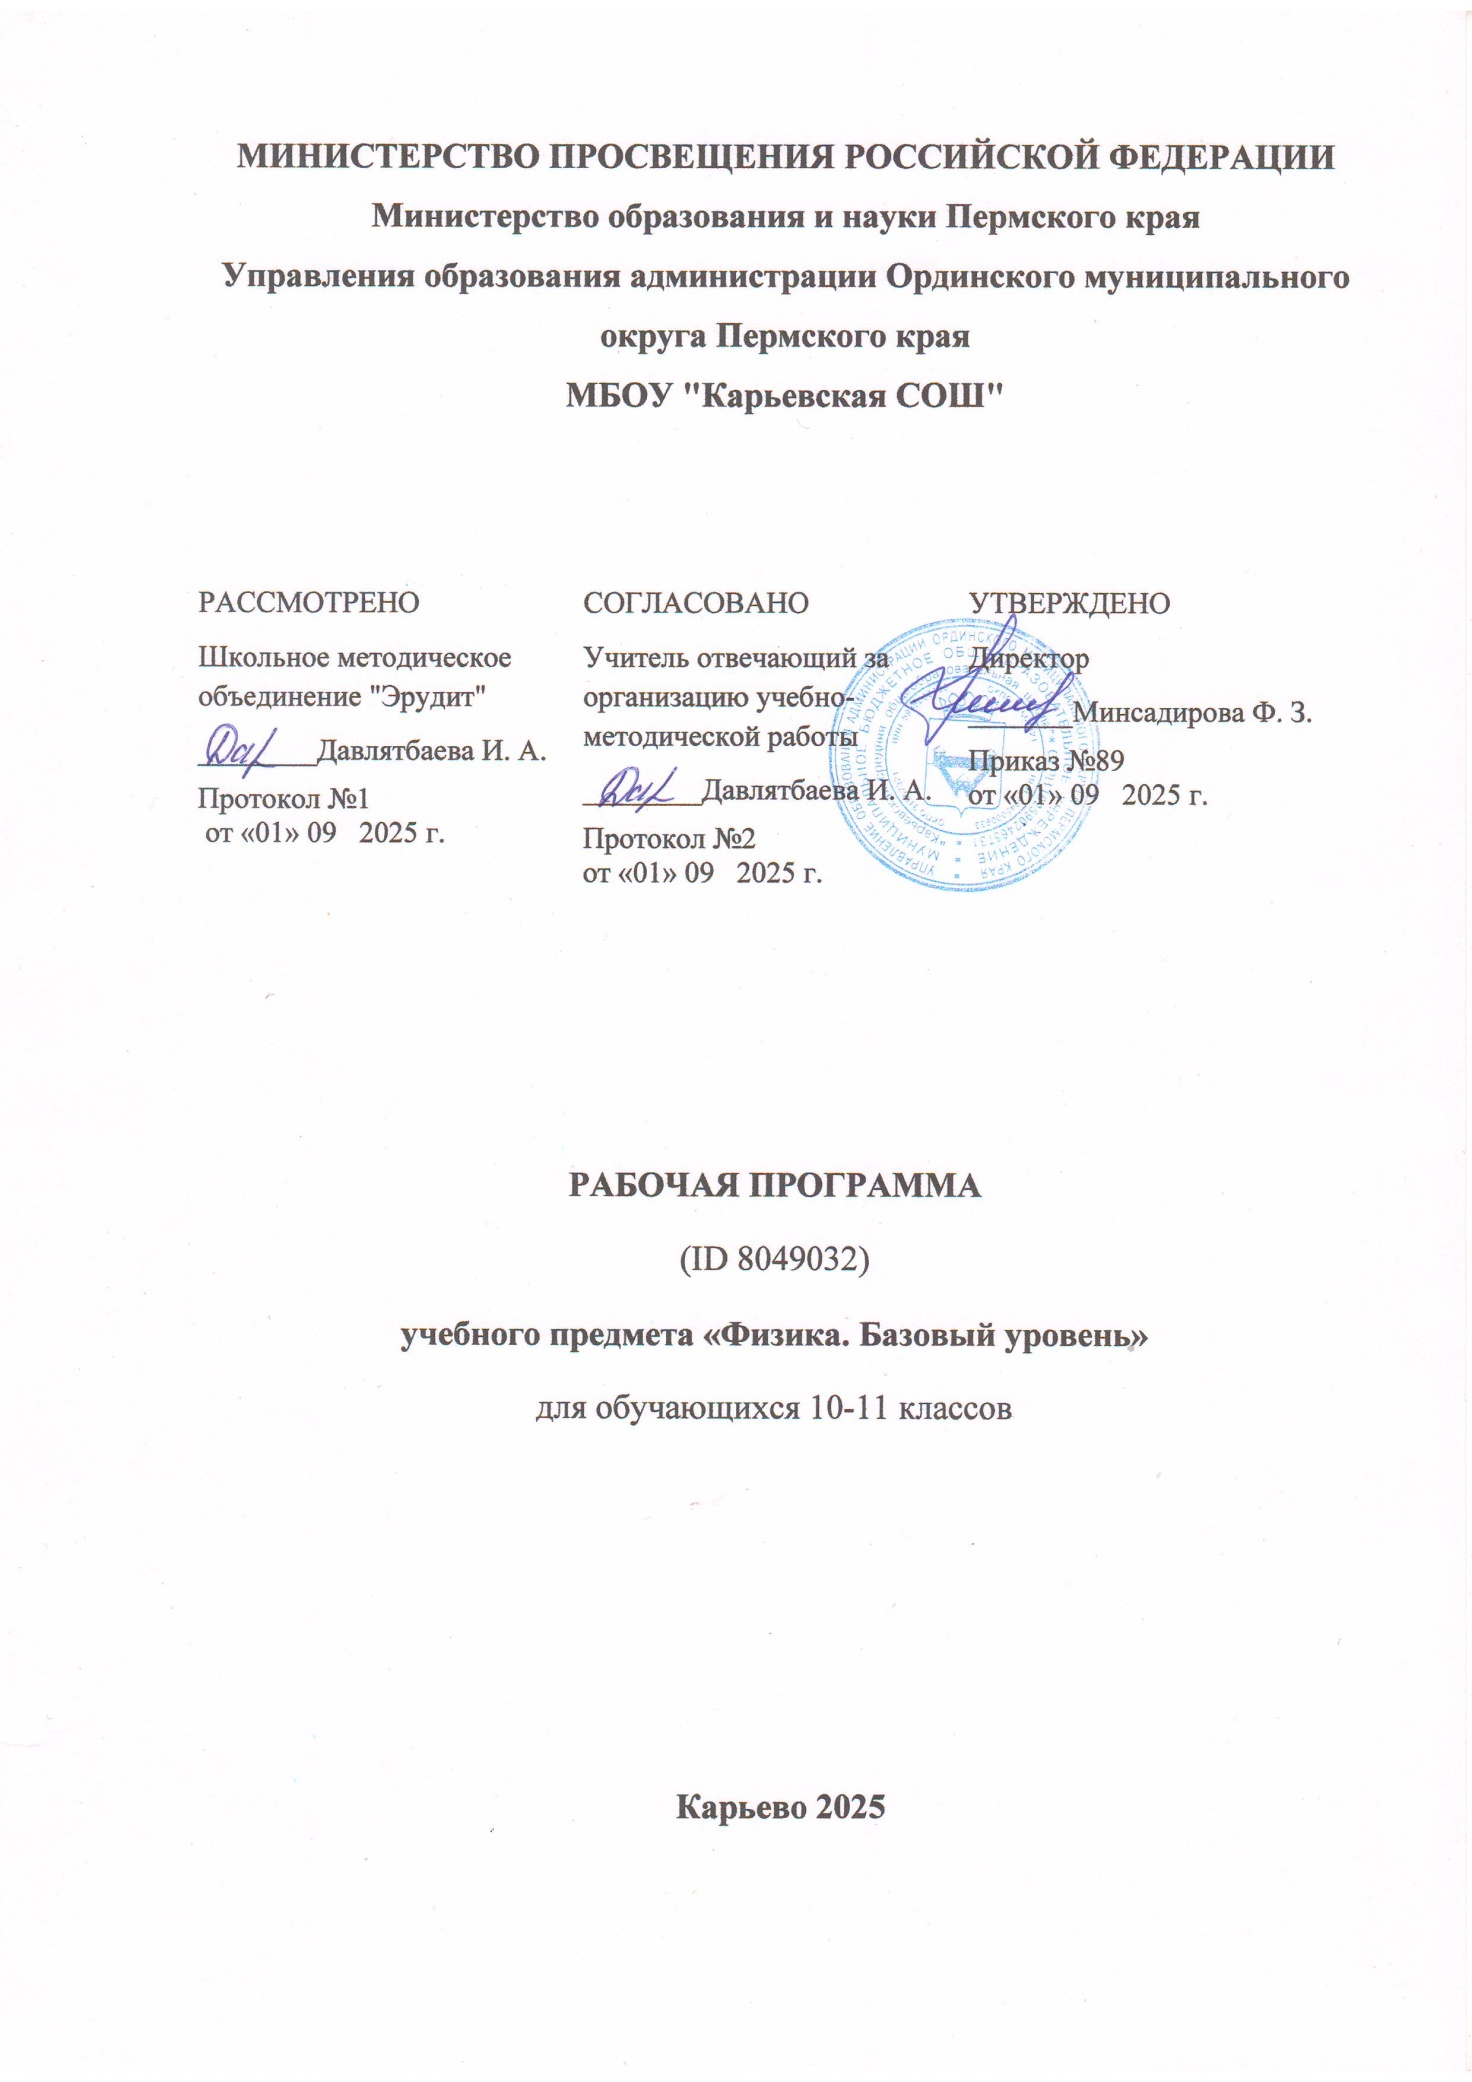 МИНИСТЕРСТВО ПРОСВЕЩЕНИЯ РОССИЙСКОЙ ФЕДЕРАЦИИ
Министерство образования и науки Пермского края
Управления образования администрации Ординского муниципального
округа Пермского края
МБОУ "Карьевская СОШ"
РАССМОТРЕНО
Школьное методическое
объединение "Эрудит"
________Давлятбаева И. А.
Протокол №1
от «01» 09 2025 г.
СОГЛАСОВАНО
Учитель отвечающий за
организацию учебно-
методической работы
________Давлятбаева И. А.
Протокол №2
от «01» 09 2025 г.
УТВЕРЖДЕНО
Директор
_______Минсадирова Ф. З.
Приказ №89
от «01» 09 2025 г.
РАБОЧАЯ ПРОГРАММА
(ID 8049032)
учебного предмета «Физика. Базовый уровень»
для обучающихся 10-11 классов
Карьево 2025